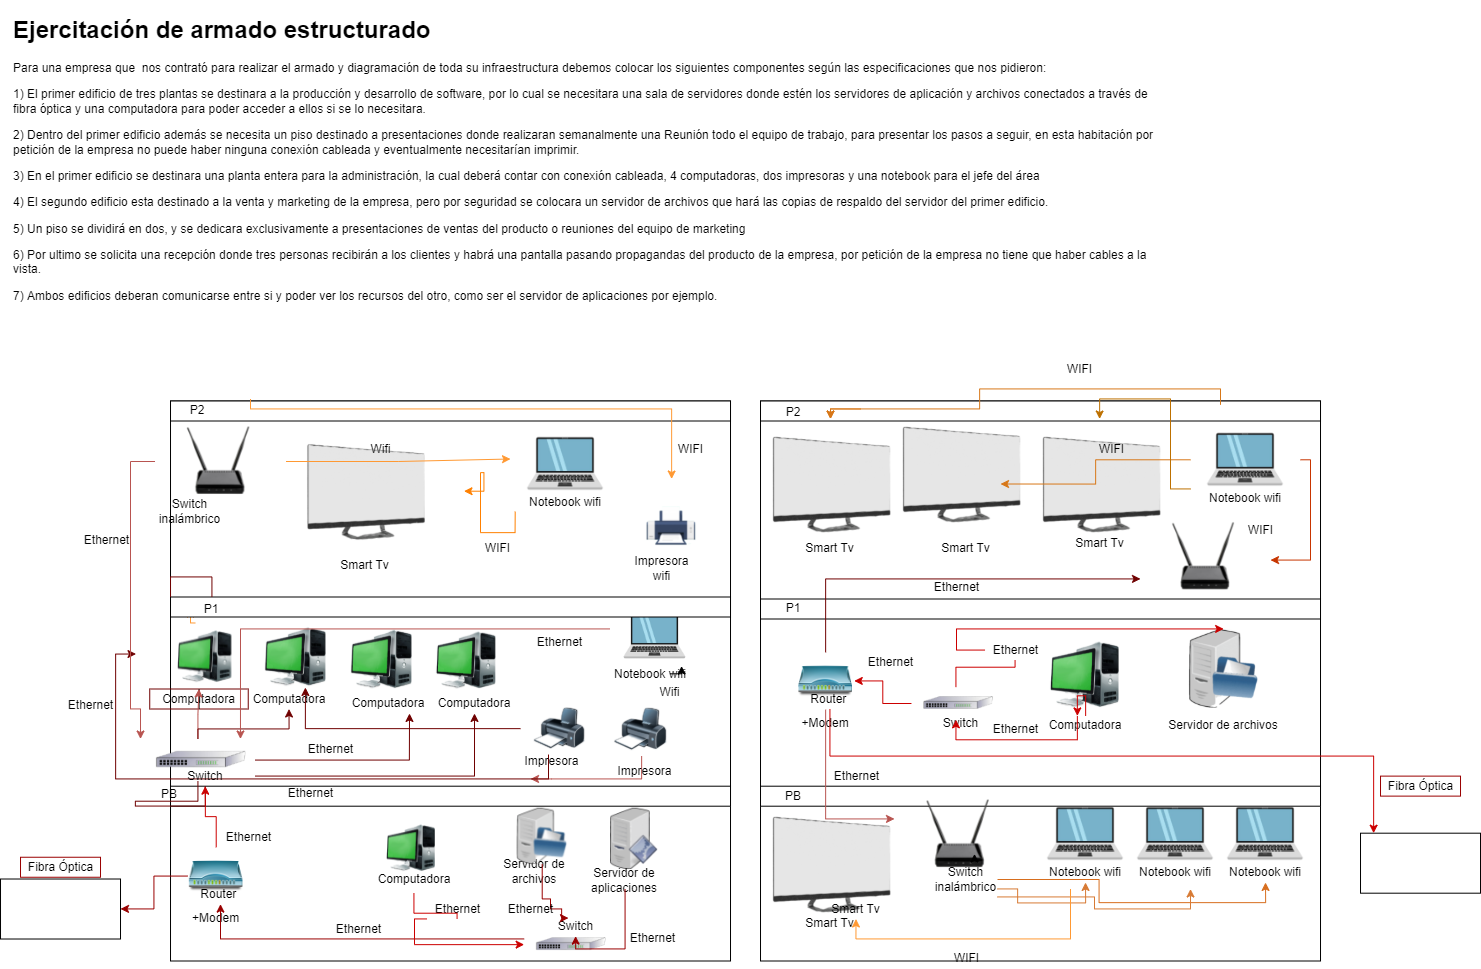 Ejercitación de armado estructurado
Para una empresa que  nos contrató para realizar el armado y diagramación de toda su infraestructura debemos colocar los siguientes componentes según las especificaciones que nos pidieron:
1) El primer edificio de tres plantas se destinara a la producción y desarrollo de software, por lo cual se necesitara una sala de servidores donde estén los servidores de aplicación y archivos conectados a través de
fibra óptica y una computadora para poder acceder a ellos si se lo necesitara.
2) Dentro del primer edificio además se necesita un piso destinado a presentaciones donde realizaran semanalmente una Reunión todo el equipo de trabajo, para presentar los pasos a seguir, en esta habitación por
petición de la empresa no puede haber ninguna conexión cableada y eventualmente necesitarían imprimir.
3) En el primer edificio se destinara una planta entera para la administración, la cual deberá contar con conexión cableada, 4 computadoras, dos impresoras y una notebook para el jefe del área
4) El segundo edificio esta destinado a la venta y marketing de la empresa, pero por seguridad se colocara un servidor de archivos que hará las copias de respaldo del servidor del primer edificio.
5) Un piso se dividirá en dos, y se dedicara exclusivamente a presentaciones de ventas del producto o reuniones del equipo de marketing
6) Por ultimo se solicita una recepción donde tres personas recibirán a los clientes y habrá una pantalla pasando propagandas del producto de la empresa, por petición de la empresa no tiene que haber cables a la
vista.
7) Ambos edificios deberan comunicarse entre si y poder ver los recursos del otro, como ser el servidor de aplicaciones por ejemplo.
P2
Wifi
WIFI
Switch
inalámbrico
Notebook wifi
Ethernet
WIFI
Smart Tv
Impresora
wifi
P1
Ethernet
Notebook wifi
Wifi
Computadora
Computadora
Computadora
Computadora
Ethernet
Ethernet
Impresora
Impresora
Switch
PB
Ethernet
Ethernet
Fibra Óptica
Router
+Modem
Computadora
Servidor de
archivos
Servidor de
aplicaciones
Ethernet
Ethernet
Ethernet
Switch
Ethernet
WIFI
P2
WIFI
Notebook wifi
WIFI
Smart Tv
Smart Tv
Smart Tv
Ethernet
P1
Ethernet
Ethernet
Router
+Modem
Switch
Ethernet
Computadora
Servidor de archivos
Ethernet
Fibra Óptica
PB
Switch
inalámbrico
Notebook wifi
Notebook wifi
Notebook wifi
Smart Tv
Smart Tv
WIFI